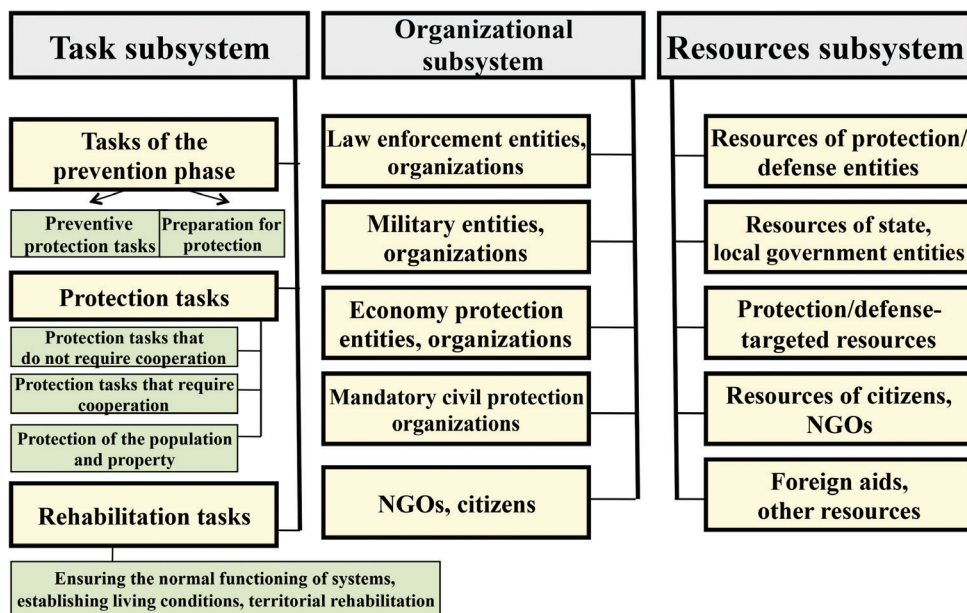 Task subsystem
Tasks of the
prevention phase
Preventive
protection tasks
Preparation for
protection
Protection tasks
Protection tasks that
do not require cooperation
Protection tasks that require
cooperation
Protection of the population
and property
Rehabilitation tasks
Ensuring the normal functioning of systems,
establishing living conditions, territorial rehabilitation
Organizational
subsystem
Law enforcement entities,
organizations
Military entities,
organizations
Economy protection
entities, organizations
Mandatory civil protection
organizations
NGOs, citizens
Resources subsystem
Resources of protection/
defense entities
Resources of state,
local government entities
Protection/defense-
targeted resources
Resources of citizens,
NGOs
Foreign aids,
other resources